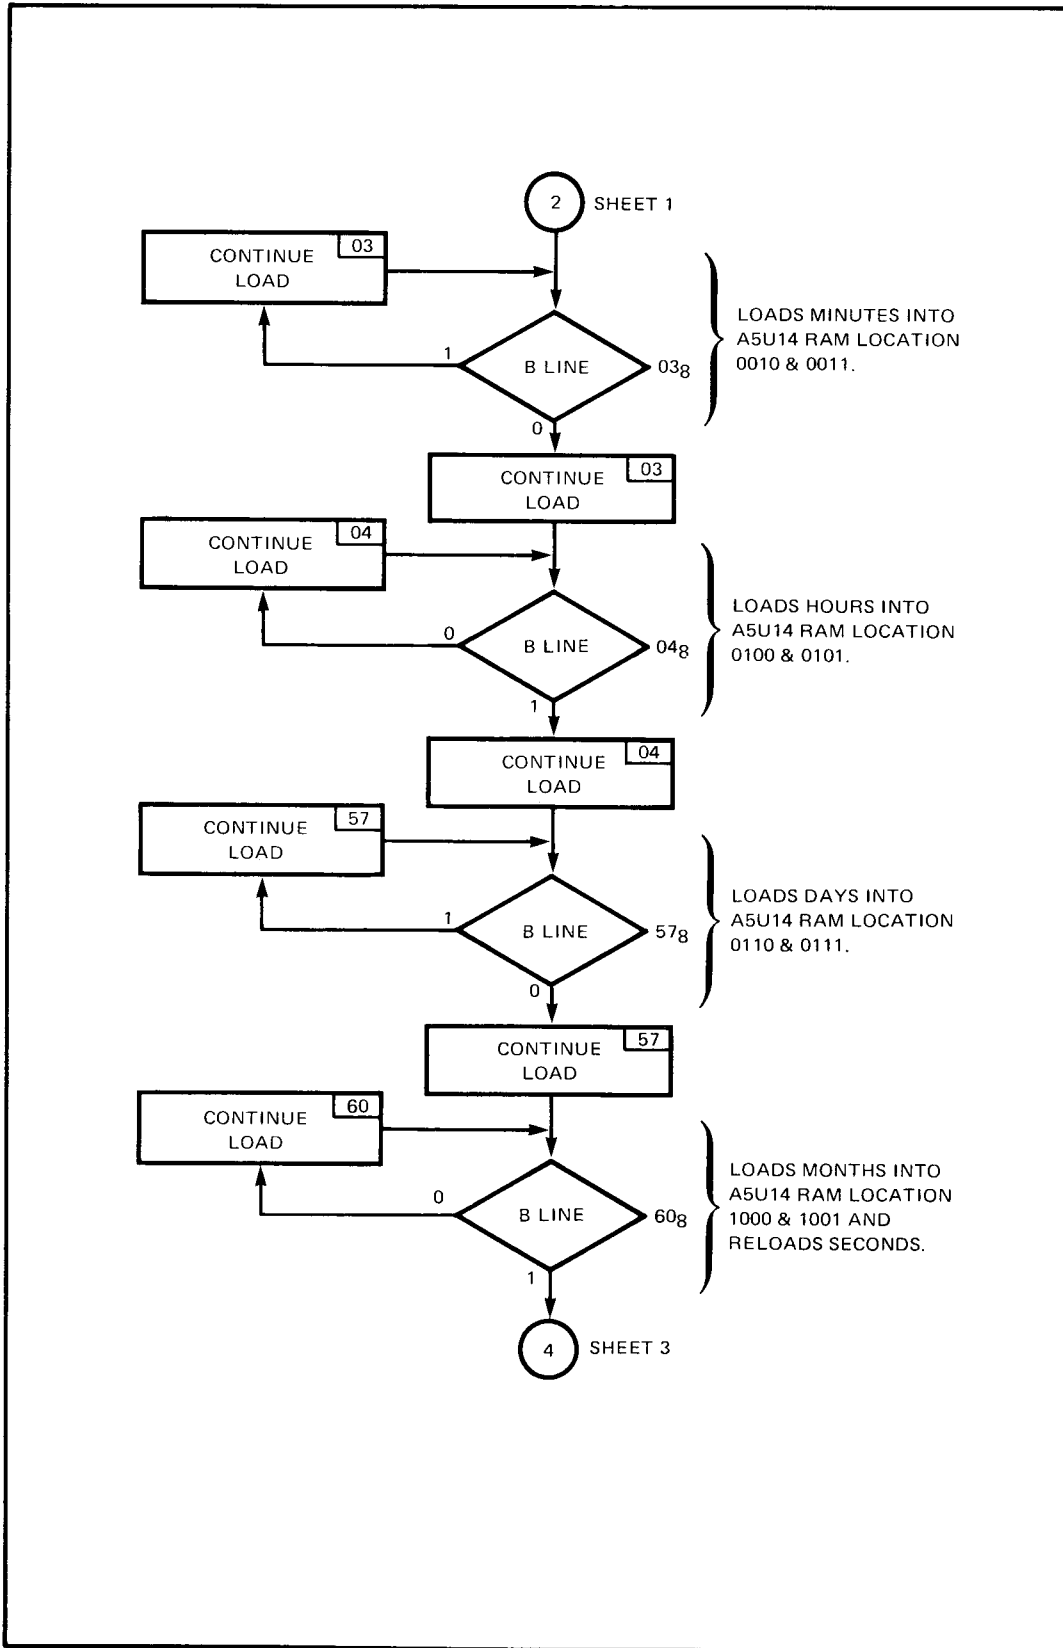 2 SHEET 1
03
CONTINUE
LOAD
1
B LINE
03₈
LOADS MINUTES INTO
A5U14 RAM LOCATION
0010 & 0011.
0
03
CONTINUE
LOAD
04
CONTINUE
LOAD
0
B LINE
04₈
LOADS HOURS INTO
A5U14 RAM LOCATION
0100 & 0101.
1
04
CONTINUE
LOAD
57
CONTINUE
LOAD
1
B LINE
57₈
LOADS DAYS INTO
A5U14 RAM LOCATION
0110 & 0111.
0
57
CONTINUE
LOAD
60
CONTINUE
LOAD
0
B LINE
60₈
LOADS MONTHS INTO
A5U14 RAM LOCATION
1000 & 1001 AND
RELOADS SECONDS.
1
4 SHEET 3